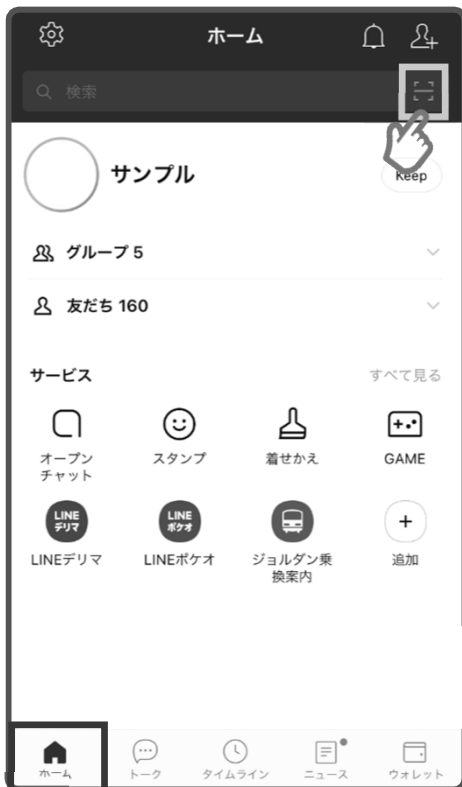 ホーム
検索
サンプル
Keep
グループ 5
友だち 160
サービス
すべて見る
オープン
チャット
スタンプ
着せかえ
GAME
LINE
デリマ
LINE
ポケオ
LINEデリマ
LINEポケオ
ジョルダン乗
換案内
追加
ホーム
トーク
タイムライン
ニュース
ウォレット